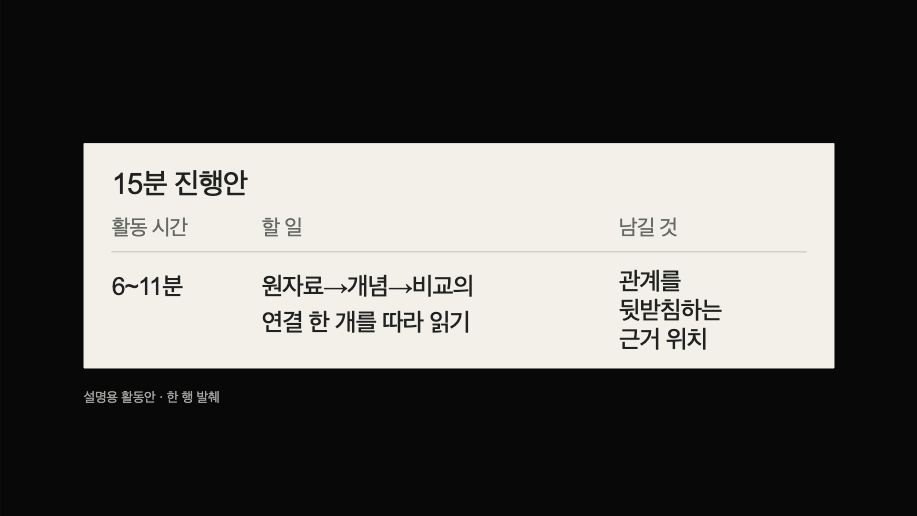 15분 진행안
활동 시간 할 일 남길 것
6~11분
원자료→개념→비교의
연결 한 개를 따라 읽기
관계를
뒷받침하는
근거 위치
설명용 활동안 · 한 행 발췌